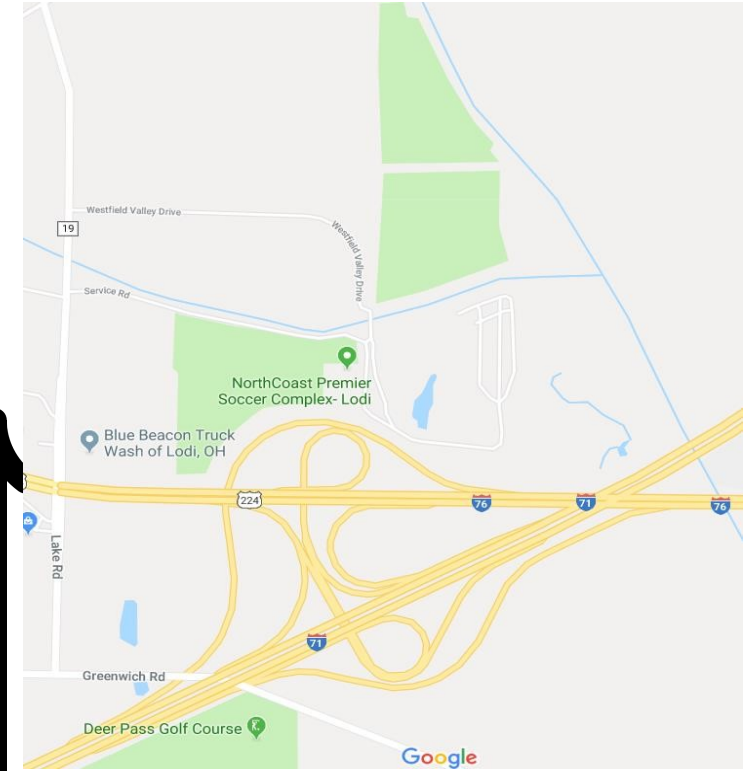 Westfield Valley Drive
19
Westfield Valley Drive
Service Rd
NorthCoast Premier
Soccer Complex- Lodi
Blue Beacon Truck
Wash of Lodi, OH
224
76
71
76
Lake Rd
71
Greenwich Rd
Deer Pass Golf Course
Google